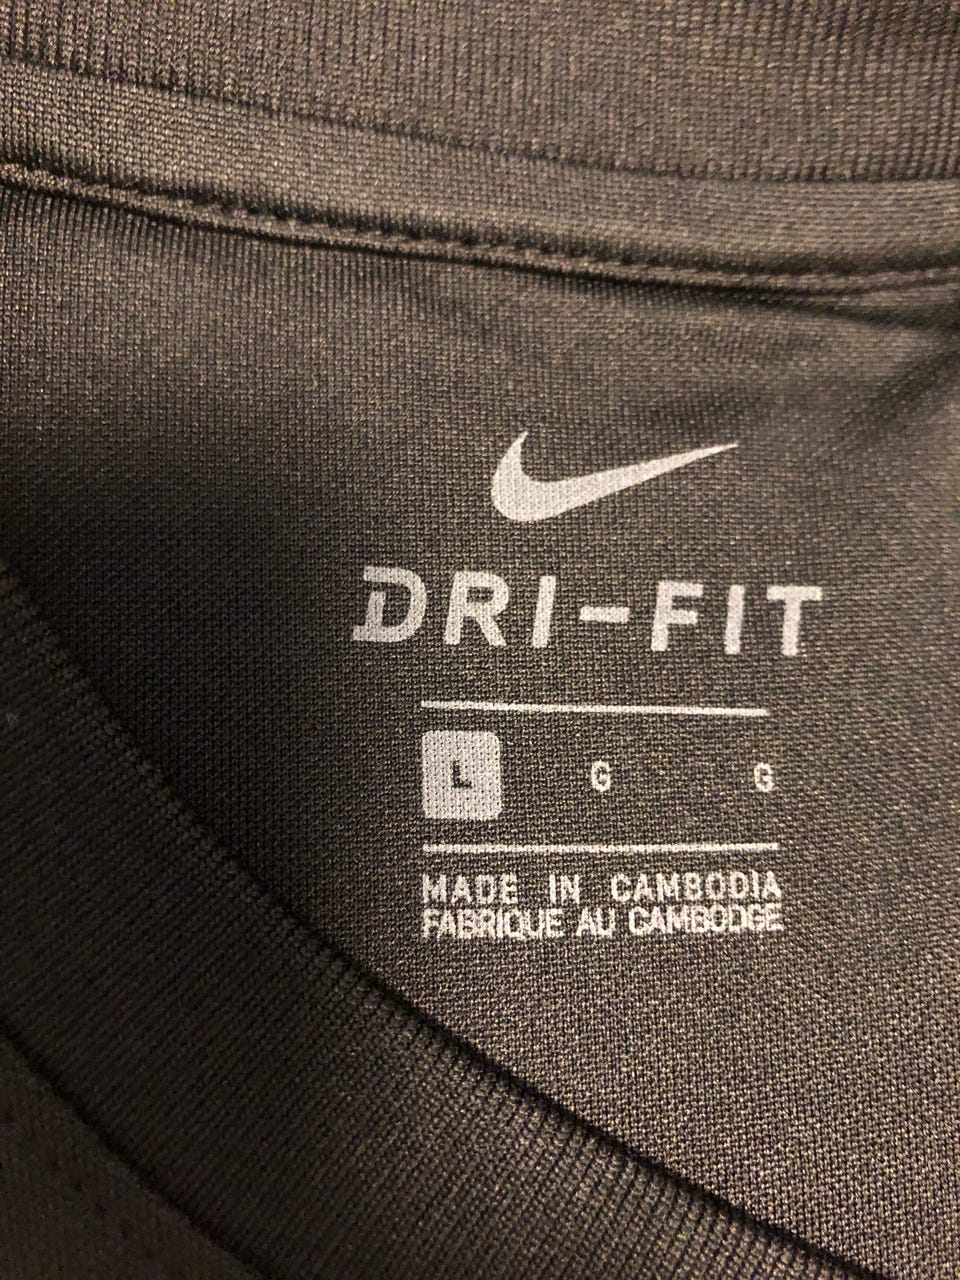 DRI-FIT
L G G
MADE IN CAMBODIA
FABRIQUE AU CAMBODGE